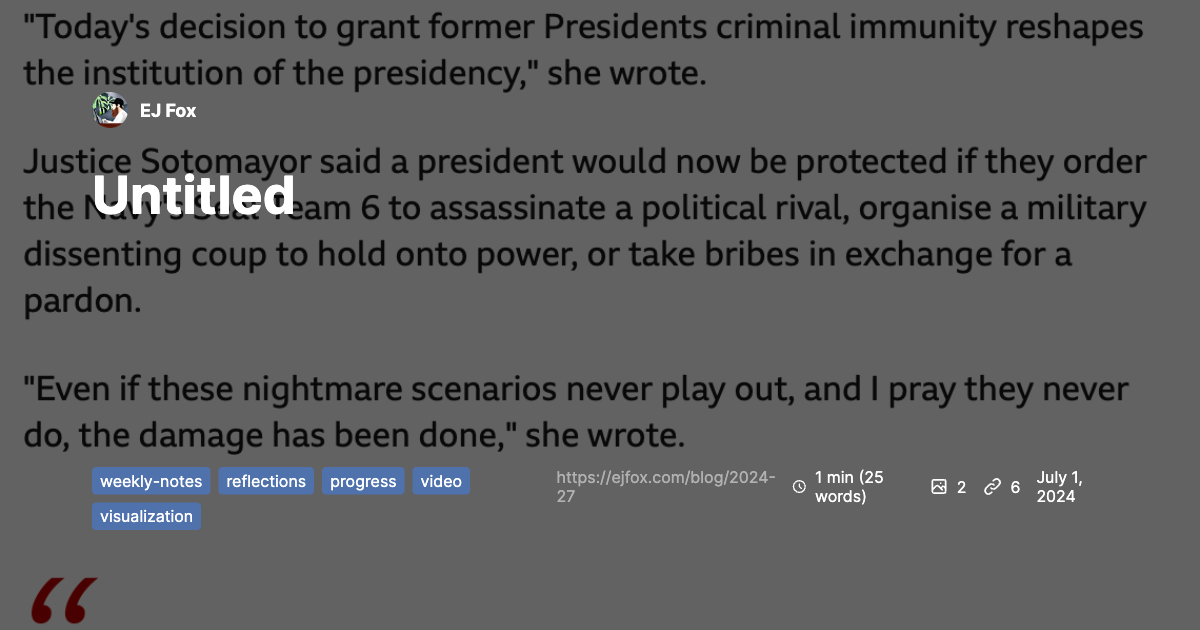 "Today's decision to grant former Presidents criminal immunity reshapes
the institution of the presidency," she wrote.
EJ Fox
Justice Sotomayor said a president would now be protected if they order
Untitled
the Navy's Seal Team 6 to assassinate a political rival, organise a military
dissenting coup to hold onto power, or take bribes in exchange for a
pardon.
"Even if these nightmare scenarios never play out, and I pray they never
do, the damage has been done," she wrote.
weekly-notes reflections progress video
visualization
https://ejfox.com/blog/2024-
27
1 min (25
words)
2
6
July 1,
2024
“